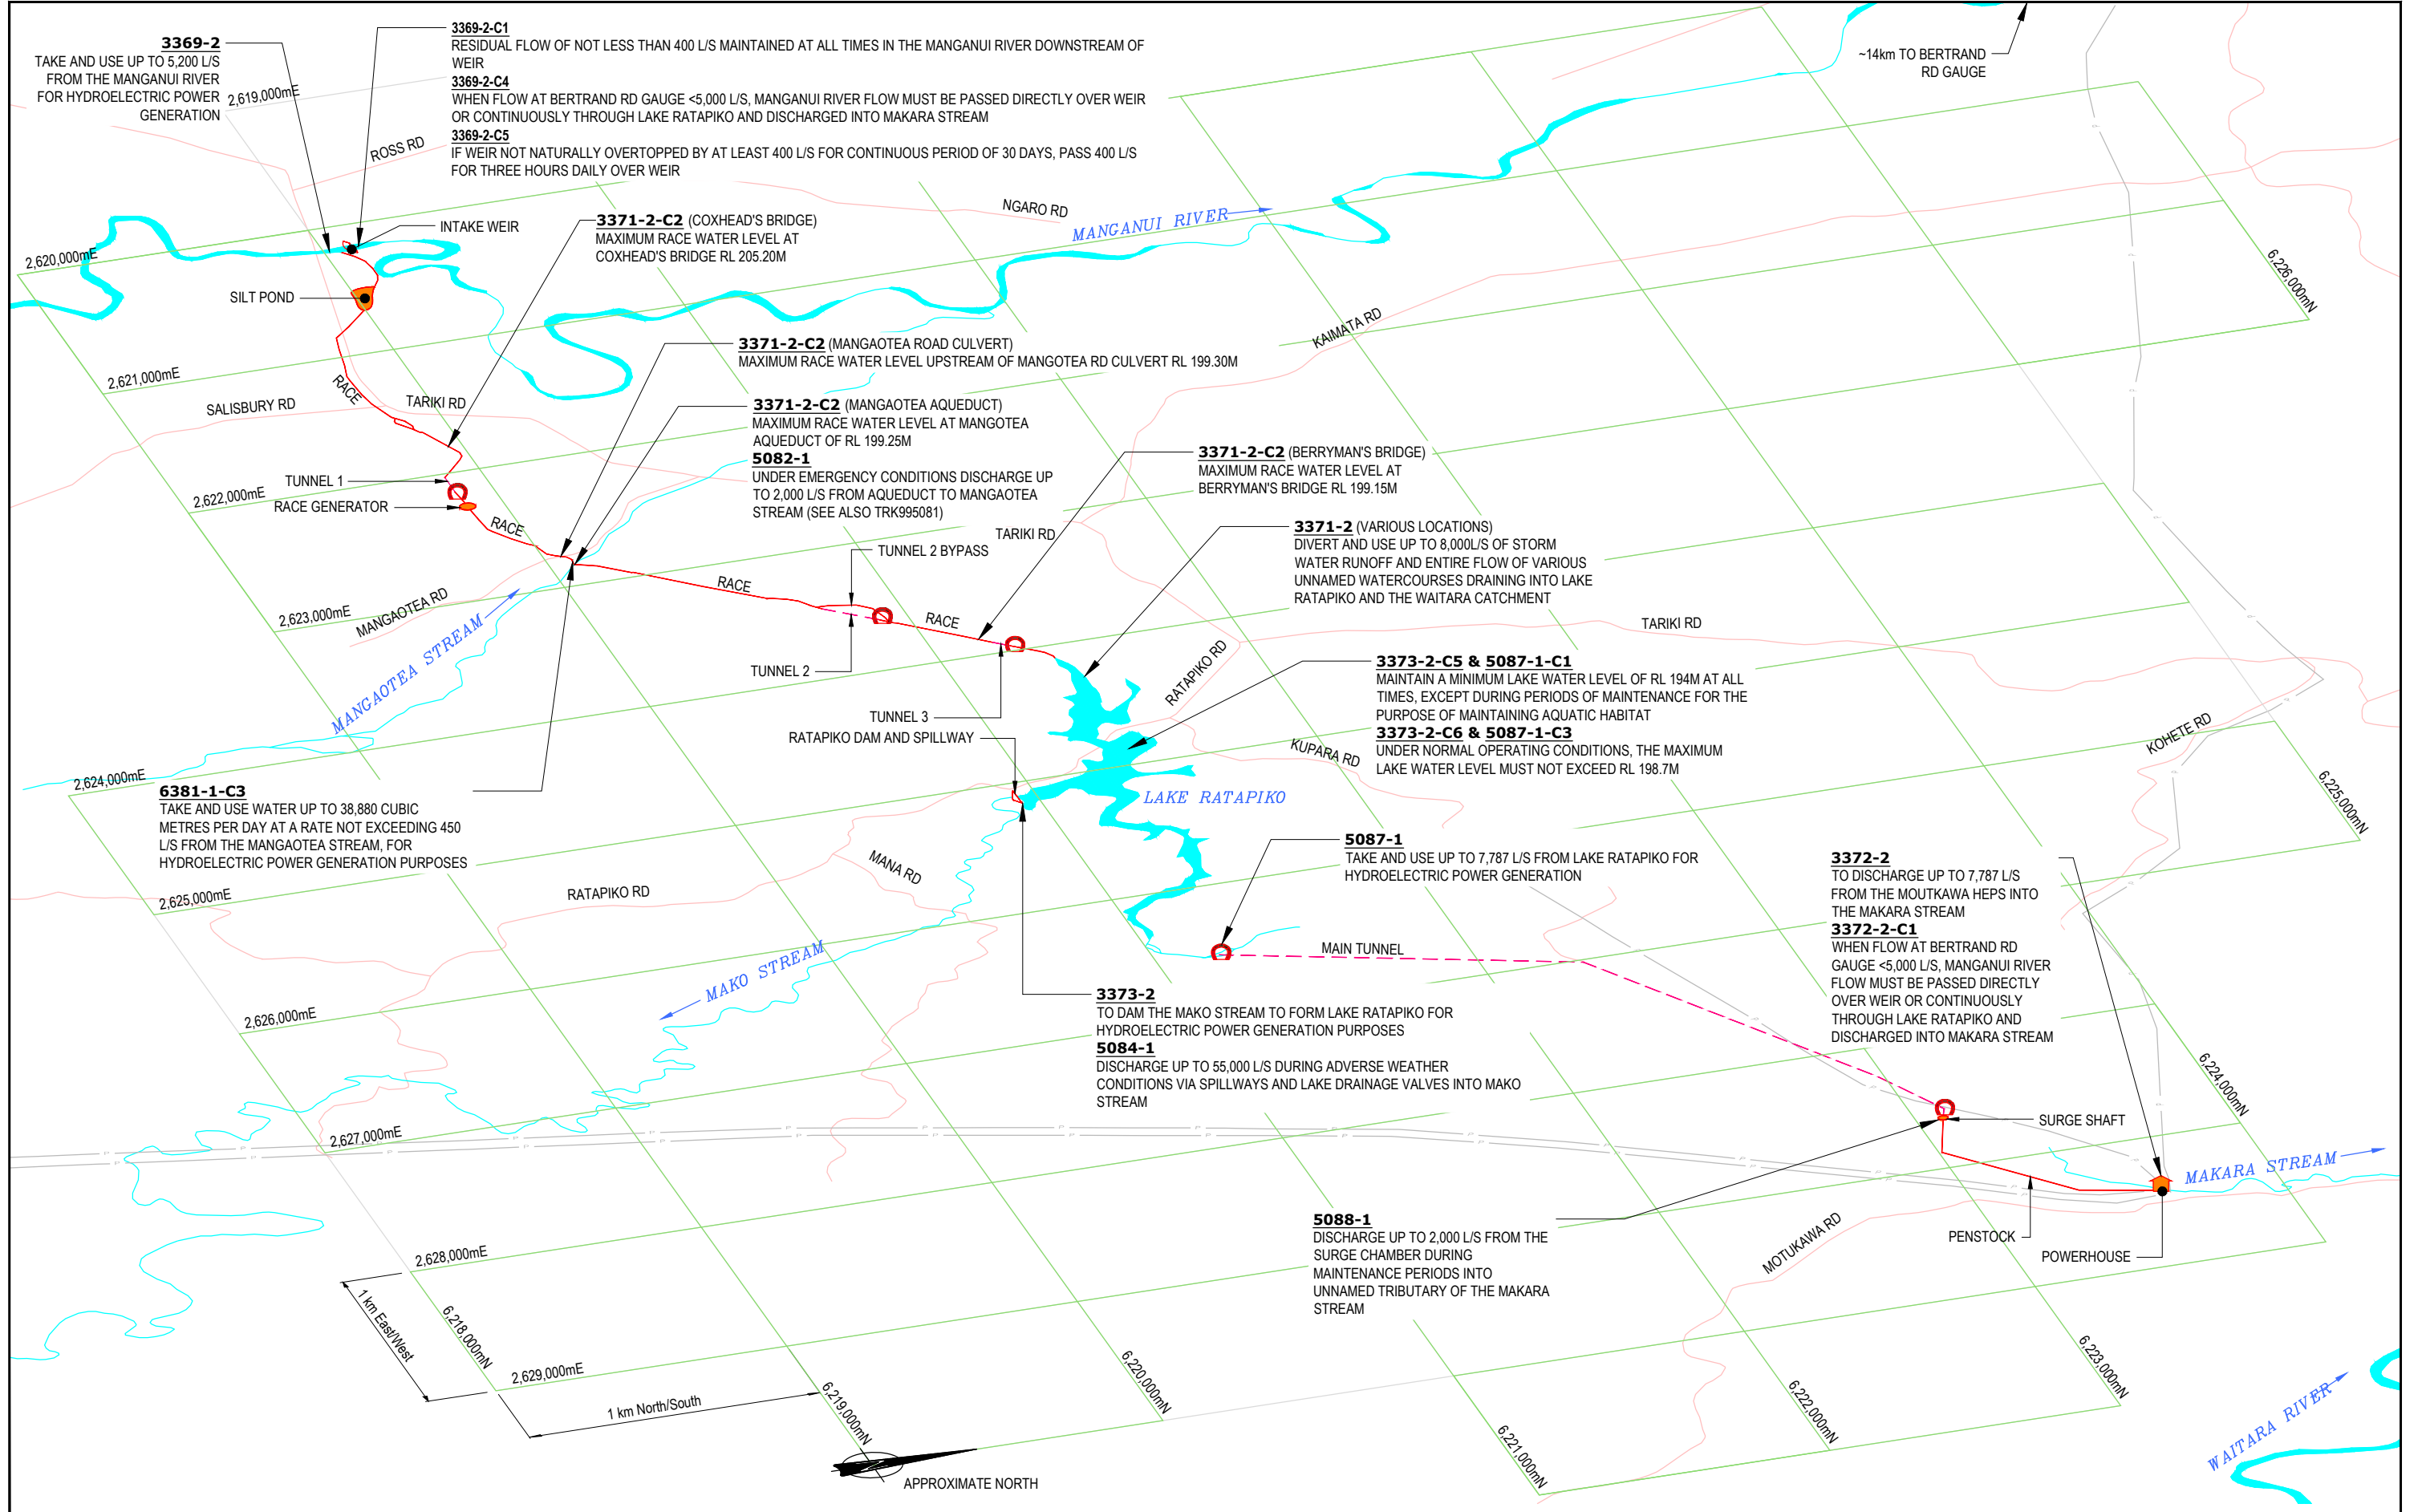 3369-2
TAKE AND USE UP TO 5,200 L/S
FROM THE MANGANUI RIVER
FOR HYDROELECTRIC POWER
GENERATION
3369-2-C1
RESIDUAL FLOW OF NOT LESS THAN 400 L/S MAINTAINED AT ALL TIMES IN THE MANGANUI RIVER DOWNSTREAM OF
WEIR
3369-2-C4
WHEN FLOW AT BERTRAND RD GAUGE <5,000 L/S, MANGANUI RIVER FLOW MUST BE PASSED DIRECTLY OVER WEIR
OR CONTINUOUSLY THROUGH LAKE RATAPIKO AND DISCHARGED INTO MAKARA STREAM
3369-2-C5
IF WEIR NOT NATURALLY OVERTOPPED BY AT LEAST 400 L/S FOR CONTINUOUS PERIOD OF 30 DAYS, PASS 400 L/S
FOR THREE HOURS DAILY OVER WEIR
~14km TO BERTRAND
RD GAUGE
2,619,000mE
ROSS RD
NGARO RD
MANGANUI RIVER
INTAKE WEIR
3371-2-C2 (COXHEAD'S BRIDGE)
MAXIMUM RACE WATER LEVEL AT
COXHEAD'S BRIDGE RL 205.20M
2,620,000mE
6,226,000mN
SILT POND
KAIMATA RD
3371-2-C2 (MANGAOTEA ROAD CULVERT)
MAXIMUM RACE WATER LEVEL UPSTREAM OF MANGOTEA RD CULVERT RL 199.30M
2,621,000mE
RACE
SALISBURY RD
TARIKI RD
3371-2-C2 (MANGAOTEA AQUEDUCT)
MAXIMUM RACE WATER LEVEL AT MANGOTEA
AQUEDUCT OF RL 199.25M
5082-1
UNDER EMERGENCY CONDITIONS DISCHARGE UP
TO 2,000 L/S FROM AQUEDUCT TO MANGAOTEA
STREAM (SEE ALSO TRK995081)
3371-2-C2 (BERRYMAN'S BRIDGE)
MAXIMUM RACE WATER LEVEL AT
BERRYMAN'S BRIDGE RL 199.15M
TUNNEL 1
2,622,000mE
RACE GENERATOR
RACE
TARIKI RD
3371-2 (VARIOUS LOCATIONS)
DIVERT AND USE UP TO 8,000L/S OF STORM
WATER RUNOFF AND ENTIRE FLOW OF VARIOUS
UNNAMED WATERCOURSES DRAINING INTO LAKE
RATAPIKO AND THE WAITARA CATCHMENT
TUNNEL 2 BYPASS
RACE
2,623,000mE
MANGAOTEA RD
MANGAOTEA STREAM
RACE
TARIKI RD
TUNNEL 2
RATAPIKO RD
3373-2-C5 & 5087-1-C1
MAINTAIN A MINIMUM LAKE WATER LEVEL OF RL 194M AT ALL
TIMES, EXCEPT DURING PERIODS OF MAINTENANCE FOR THE
PURPOSE OF MAINTAINING AQUATIC HABITAT
3373-2-C6 & 5087-1-C3
UNDER NORMAL OPERATING CONDITIONS, THE MAXIMUM
LAKE WATER LEVEL MUST NOT EXCEED RL 198.7M
TUNNEL 3
RATAPIKO DAM AND SPILLWAY
KUPARA RD
KOHETE RD
2,624,000mE
6381-1-C3
TAKE AND USE WATER UP TO 38,880 CUBIC
METRES PER DAY AT A RATE NOT EXCEEDING 450
L/S FROM THE MANGAOTEA STREAM, FOR
HYDROELECTRIC POWER GENERATION PURPOSES
LAKE RATAPIKO
6,225,000mN
5087-1
TAKE AND USE UP TO 7,787 L/S FROM LAKE RATAPIKO FOR
HYDROELECTRIC POWER GENERATION
MANA RD
RATAPIKO RD
2,625,000mE
3372-2
TO DISCHARGE UP TO 7,787 L/S
FROM THE MOUTKAWA HEPS INTO
THE MAKARA STREAM
3372-2-C1
WHEN FLOW AT BERTRAND RD
GAUGE <5,000 L/S, MANGANUI RIVER
FLOW MUST BE PASSED DIRECTLY
OVER WEIR OR CONTINUOUSLY
THROUGH LAKE RATAPIKO AND
DISCHARGED INTO MAKARA STREAM
MAIN TUNNEL
MAKO STREAM
3373-2
TO DAM THE MAKO STREAM TO FORM LAKE RATAPIKO FOR
HYDROELECTRIC POWER GENERATION PURPOSES
5084-1
DISCHARGE UP TO 55,000 L/S DURING ADVERSE WEATHER
CONDITIONS VIA SPILLWAYS AND LAKE DRAINAGE VALVES INTO MAKO
STREAM
2,626,000mE
6,224,000mN
SURGE SHAFT
2,627,000mE
MAKARA STREAM
5088-1
DISCHARGE UP TO 2,000 L/S FROM THE
SURGE CHAMBER DURING
MAINTENANCE PERIODS INTO
UNNAMED TRIBUTARY OF THE MAKARA
STREAM
MOTUKAWA RD
PENSTOCK
POWERHOUSE
2,628,000mE
1 km East/West
6,218,000mN
2,629,000mE
1 km North/South
6,219,000mN
6,220,000mN
6,221,000mN
6,222,000mN
6,223,000mN
WAITARA RIVER
APPROXIMATE NORTH